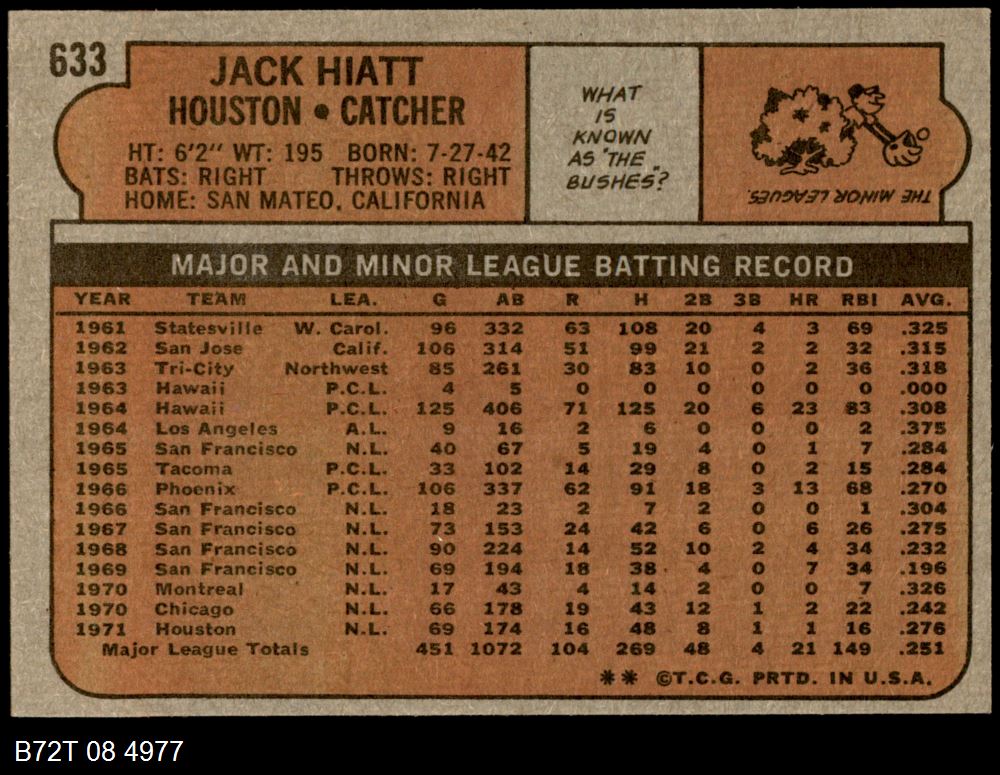 633
JACK HIATT
HOUSTON • CATCHER
HT: 6'2" WT: 195 BORN: 7-27-42
BATS: RIGHT THROWS: RIGHT
HOME: SAN MATEO, CALIFORNIA
WHAT
IS
KNOWN
AS "THE
BUSHES"?
THE MINOR LEAGUES.
MAJOR AND MINOR LEAGUE BATTING RECORD
YEAR TEAM LEA. G AB R H 2B 3B HR RBI AVG.
1961 Statesville W. Carol. 96 332 63 108 20 4 3 69 .325
1962 San Jose Calif. 106 314 51 99 21 2 2 32 .315
1963 Tri-City Northwest 85 261 30 83 10 0 2 36 .318
1963 Hawaii P.C.L. 4 5 0 0 0 0 0 0 .000
1964 Hawaii P.C.L. 125 406 71 125 20 6 23 83 .308
1964 Los Angeles A.L. 9 16 2 6 0 0 0 2 .375
1965 San Francisco N.L. 40 67 5 19 4 0 1 7 .284
1965 Tacoma P.C.L. 33 102 14 29 8 0 2 15 .284
1966 Phoenix P.C.L. 106 337 62 91 18 3 13 68 .270
1966 San Francisco N.L. 18 23 2 7 2 0 0 1 .304
1967 San Francisco N.L. 73 153 24 42 6 0 6 26 .275
1968 San Francisco N.L. 90 224 14 52 10 2 4 34 .232
1969 San Francisco N.L. 69 194 18 38 4 0 7 34 .196
1970 Montreal N.L. 17 43 4 14 2 0 0 7 .326
1970 Chicago N.L. 66 178 19 43 12 1 2 22 .242
1971 Houston N.L. 69 174 16 48 8 1 1 16 .276
Major League Totals 451 1072 104 269 48 4 21 149 .251
** ©T.C.G. PRTD. IN U.S.A.
B72T 08 4977